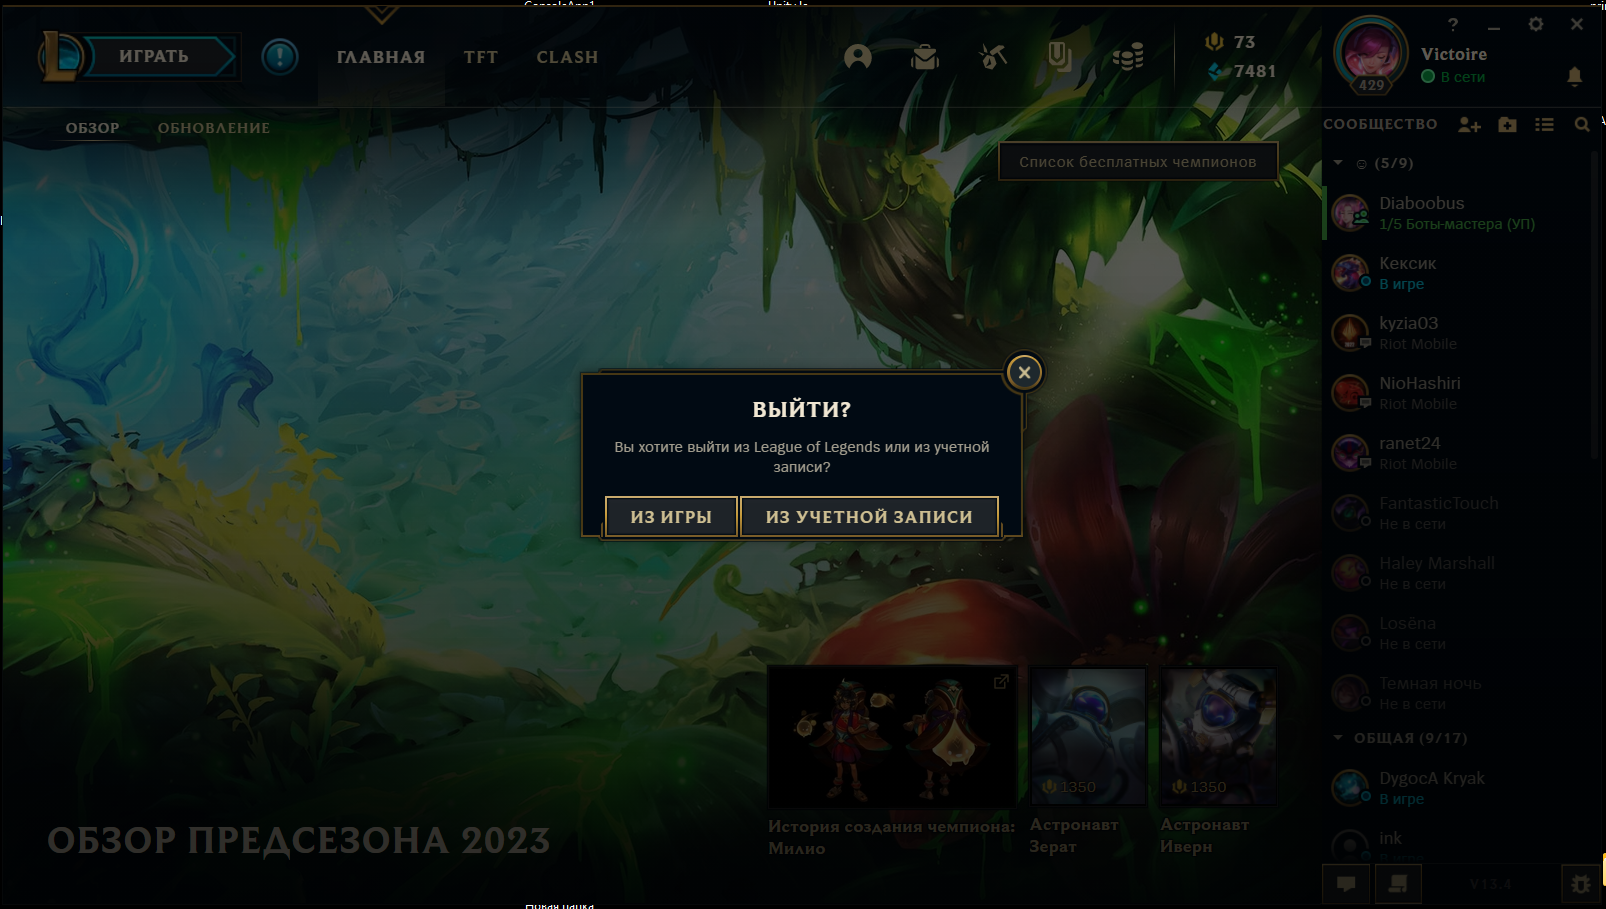 ИГРАТЬ
ГЛАВНАЯ
TFT
CLASH
73
7481
?
Victoire
В сети
429
ОБЗОР
ОБНОВЛЕНИЕ
СООБЩЕСТВО
Список бесплатных чемпионов
(5/9)
Diaboobus
1/5 Боты-мастера (УП)
Кексик
В игре
kyzia03
Riot Mobile
NioHashiri
Riot Mobile
ranet24
Riot Mobile
FantasticTouch
Не в сети
Haley Marshall
Не в сети
Losëna
Не в сети
Темная ночь
Не в сети
ОБЩАЯ (9/17)
DygocA Kryak
В игре
ink
В игре
V13.4
ВЫЙТИ?
Вы хотите выйти из League of Legends или из учетной
записи?
ИЗ ИГРЫ
ИЗ УЧЕТНОЙ ЗАПИСИ
1350
1350
История создания чемпиона:
Милио
Астронавт
Зерат
Астронавт
Иверн
ОБЗОР ПРЕДСЕЗОНА 2023
Новая папка